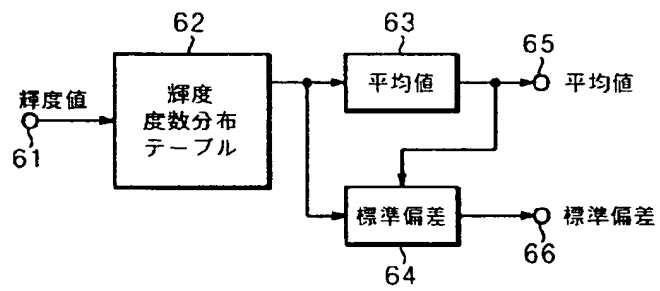 62
63
65
輝度値
61
輝度
度数分布
テーブル
平均値
平均値
標準偏差
標準偏差
64
66